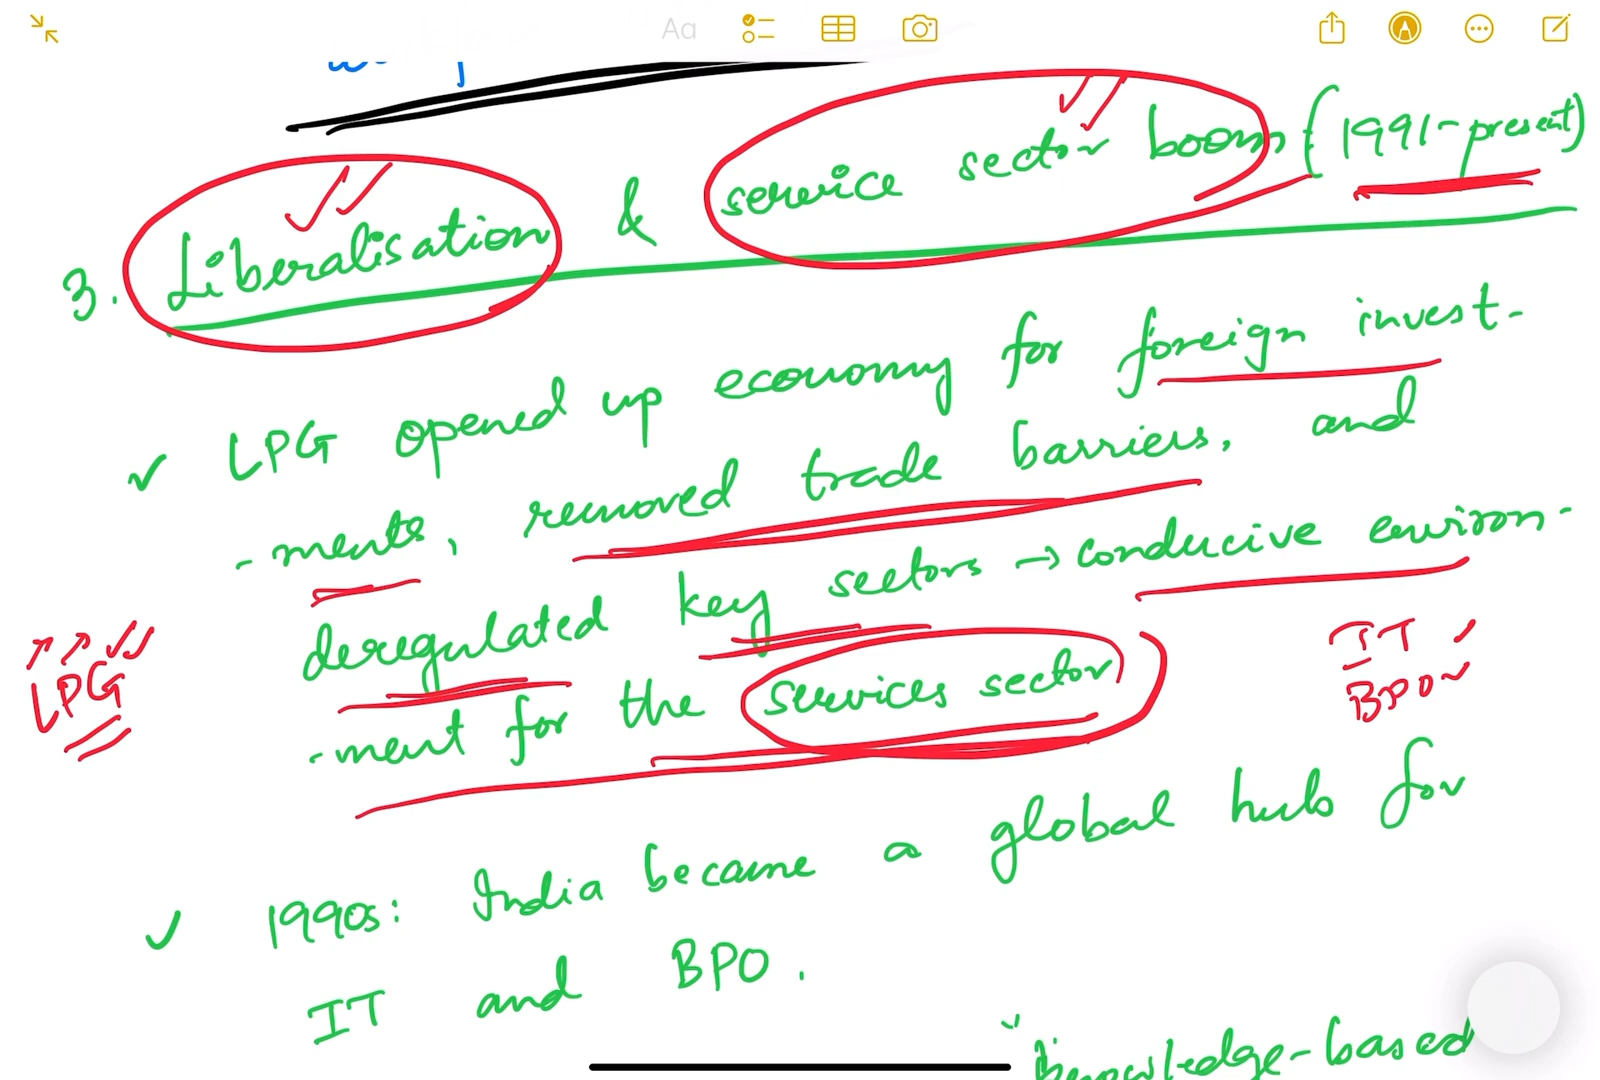 Aa
3. Liberalisation & service sector boom (1991-present)
✓ LPG opened up economy for foreign invest-
-ments, removed trade barriers, and
deregulated key sectors → conducive environ-
-ment for the services sector
LPG
IT ✓
BPO ✓
✓ 1990s: India became a global hub for
IT and BPO.
"knowledge-based